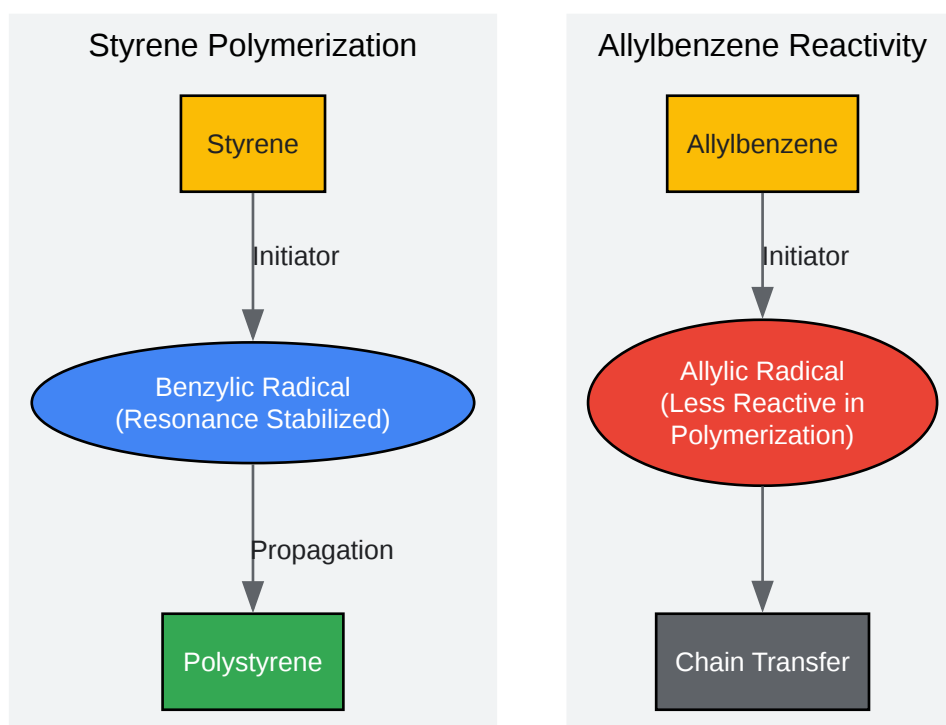 Styrene Polymerization
Styrene
Initiator
Benzylic Radical
(Resonance Stabilized)
Propagation
Polystyrene
Allylbenzene Reactivity
Allylbenzene
Initiator
Allylic Radical
(Less Reactive in
Polymerization)
Chain Transfer